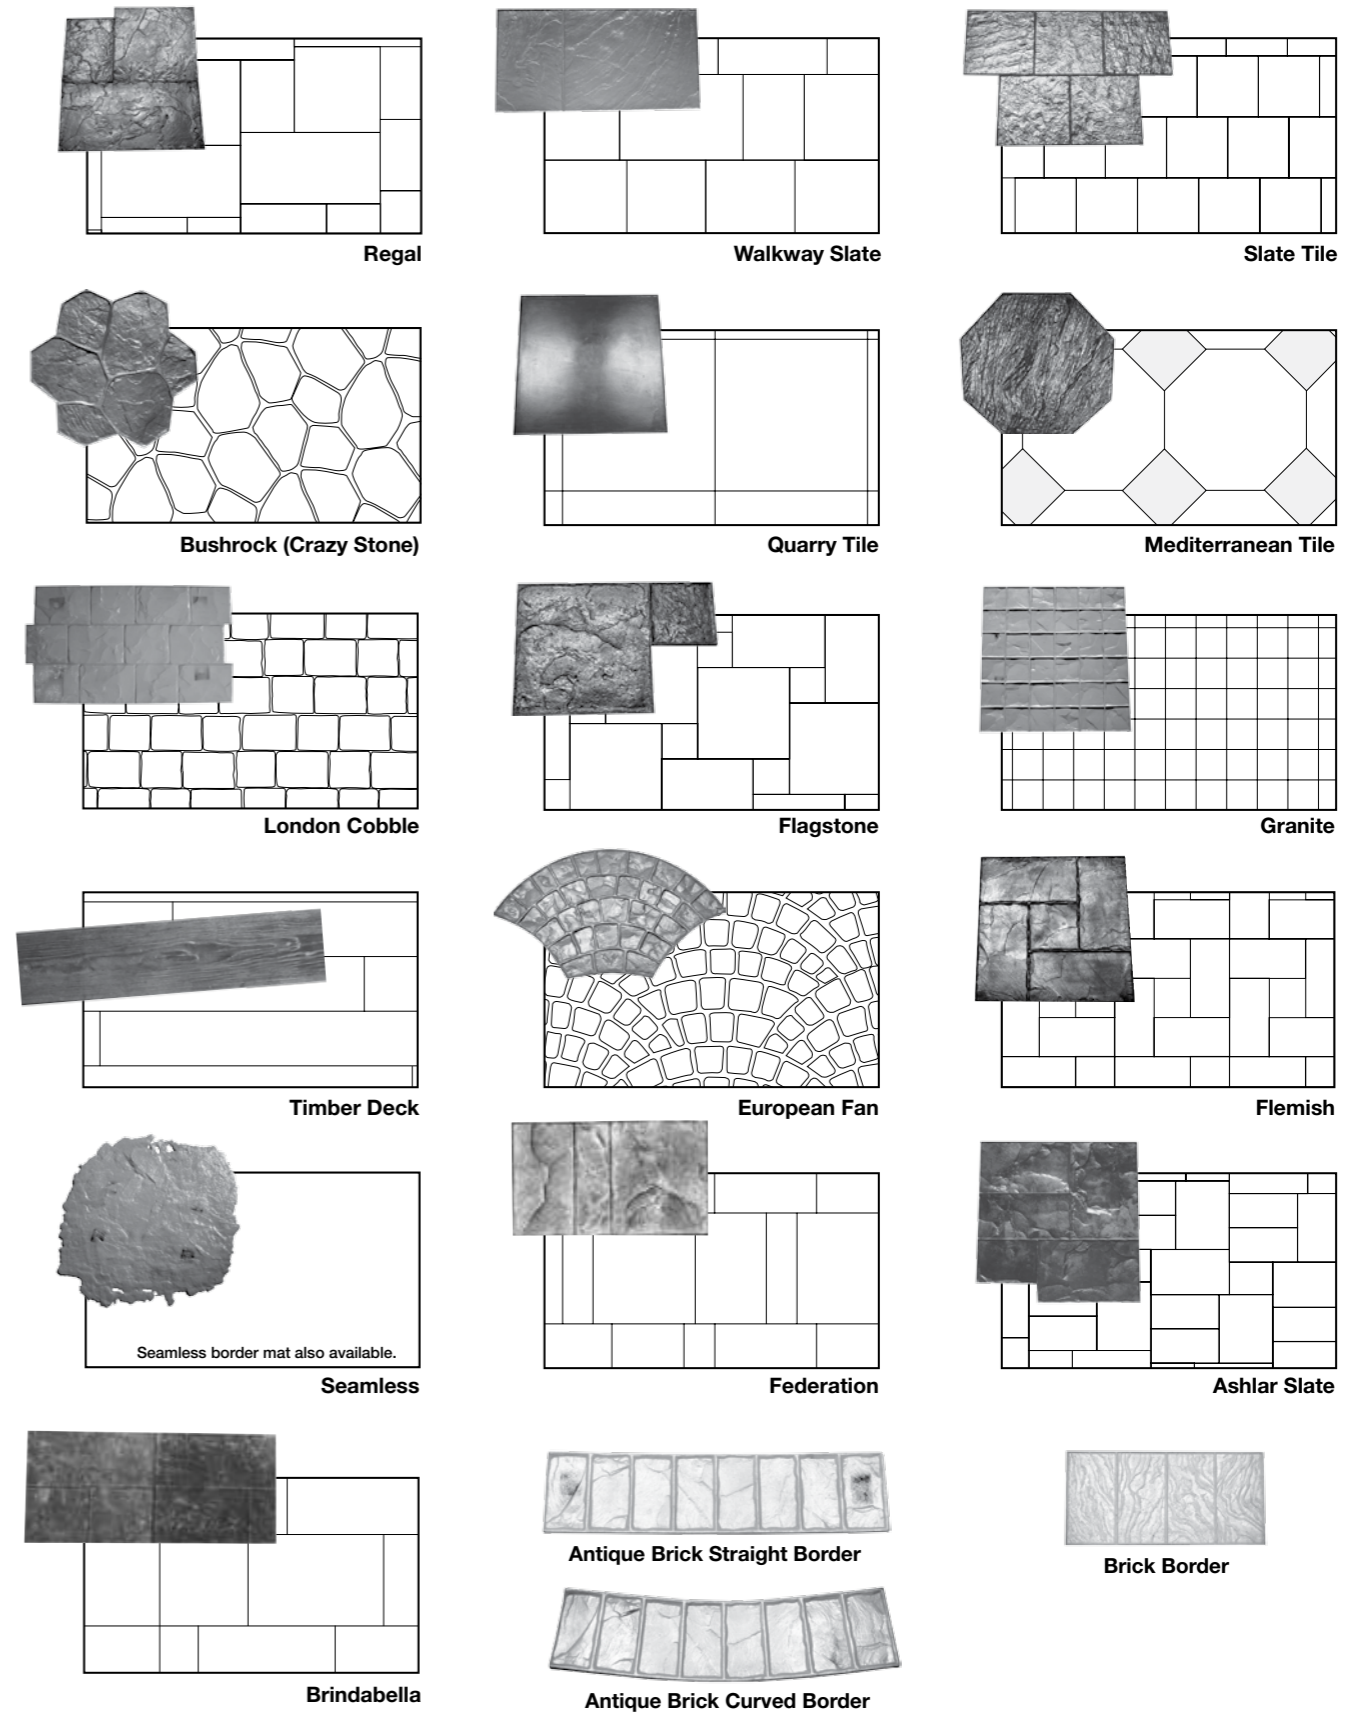 Regal
Walkway Slate
Slate Tile
Bushrock (Crazy Stone)
Quarry Tile
Mediterranean Tile
London Cobble
Flagstone
Granite
Timber Deck
European Fan
Flemish
Seamless border mat also available.
Seamless
Federation
Ashlar Slate
Antique Brick Straight Border
Brick Border
Brindabella
Antique Brick Curved Border